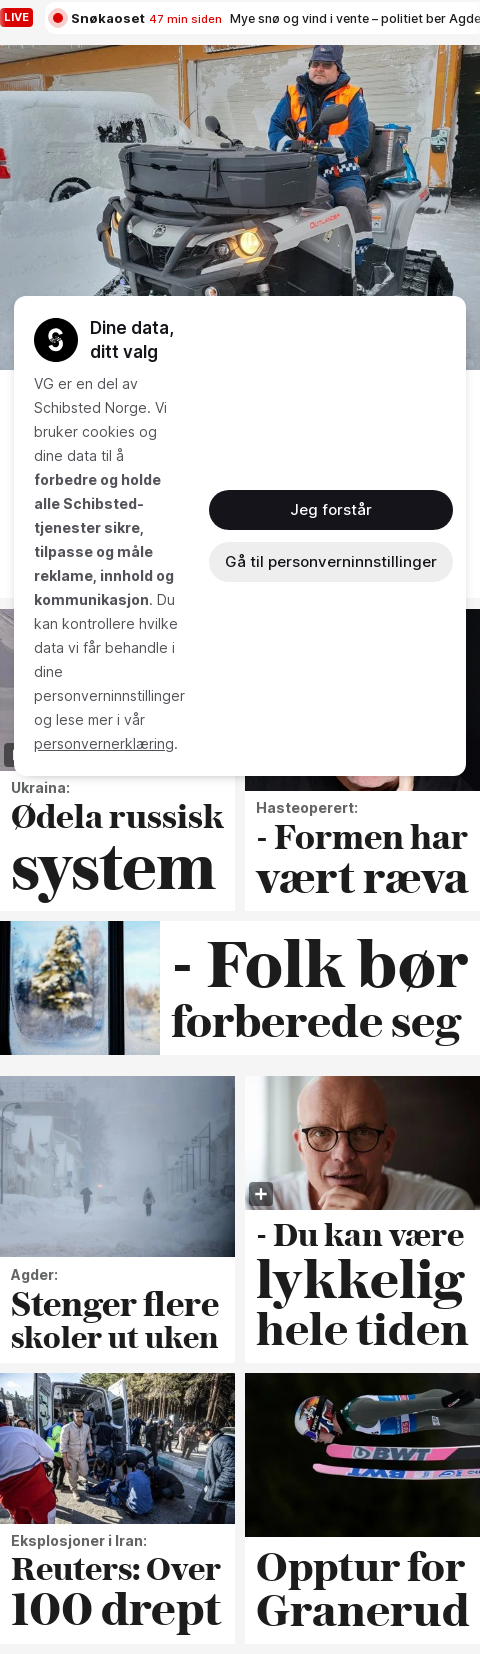 LIVE
Snøkaoset 47 min siden Mye snø og vind i vente – politiet ber Agde
OUTLANDER
Dine data,
ditt valg
VG er en del av
Schibsted Norge. Vi
bruker cookies og
dine data til å
forbedre og holde
alle Schibsted-
tjenester sikre,
tilpasse og måle
reklame, innhold og
kommunikasjon. Du
kan kontrollere hvilke
data vi får behandle i
dine
personverninnstillinger
og lese mer i vår
personvernerklæring.
Jeg forstår
Gå til personverninnstillinger
Ukraina:
Ødela russisk
system
Hasteoperert:
- Formen har
vært ræva
- Folk bør
forberede seg
Agder:
Stenger flere
skoler ut uken
- Du kan være
lykkelig
hele tiden
Eksplosjoner i Iran:
Reuters: Over
100 drept
BWT
BWT
Opptur for
Granerud